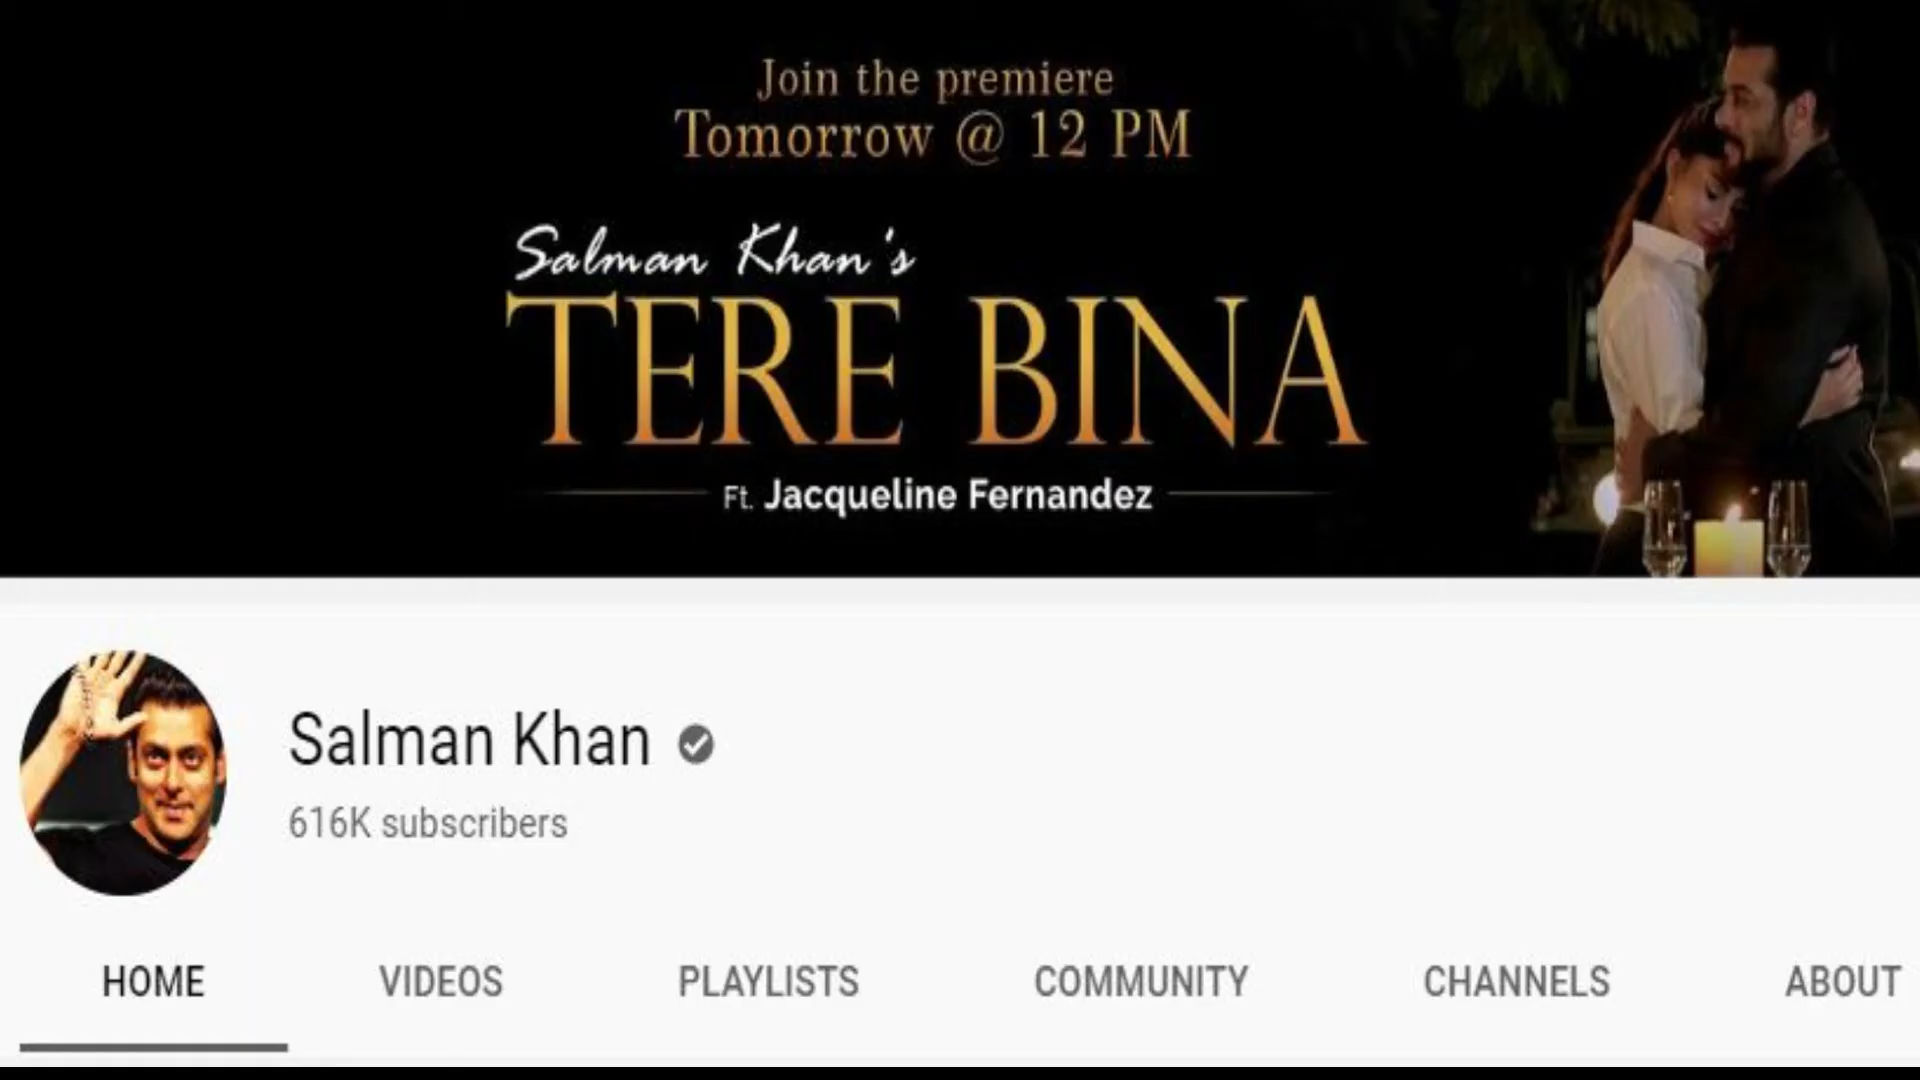 Join the premiere
Tomorrow @ 12 PM
Salman Khan's
TERE BINA
Ft. Jacqueline Fernandez
Salman Khan
616K subscribers
HOME VIDEOS PLAYLISTS COMMUNITY CHANNELS ABOUT